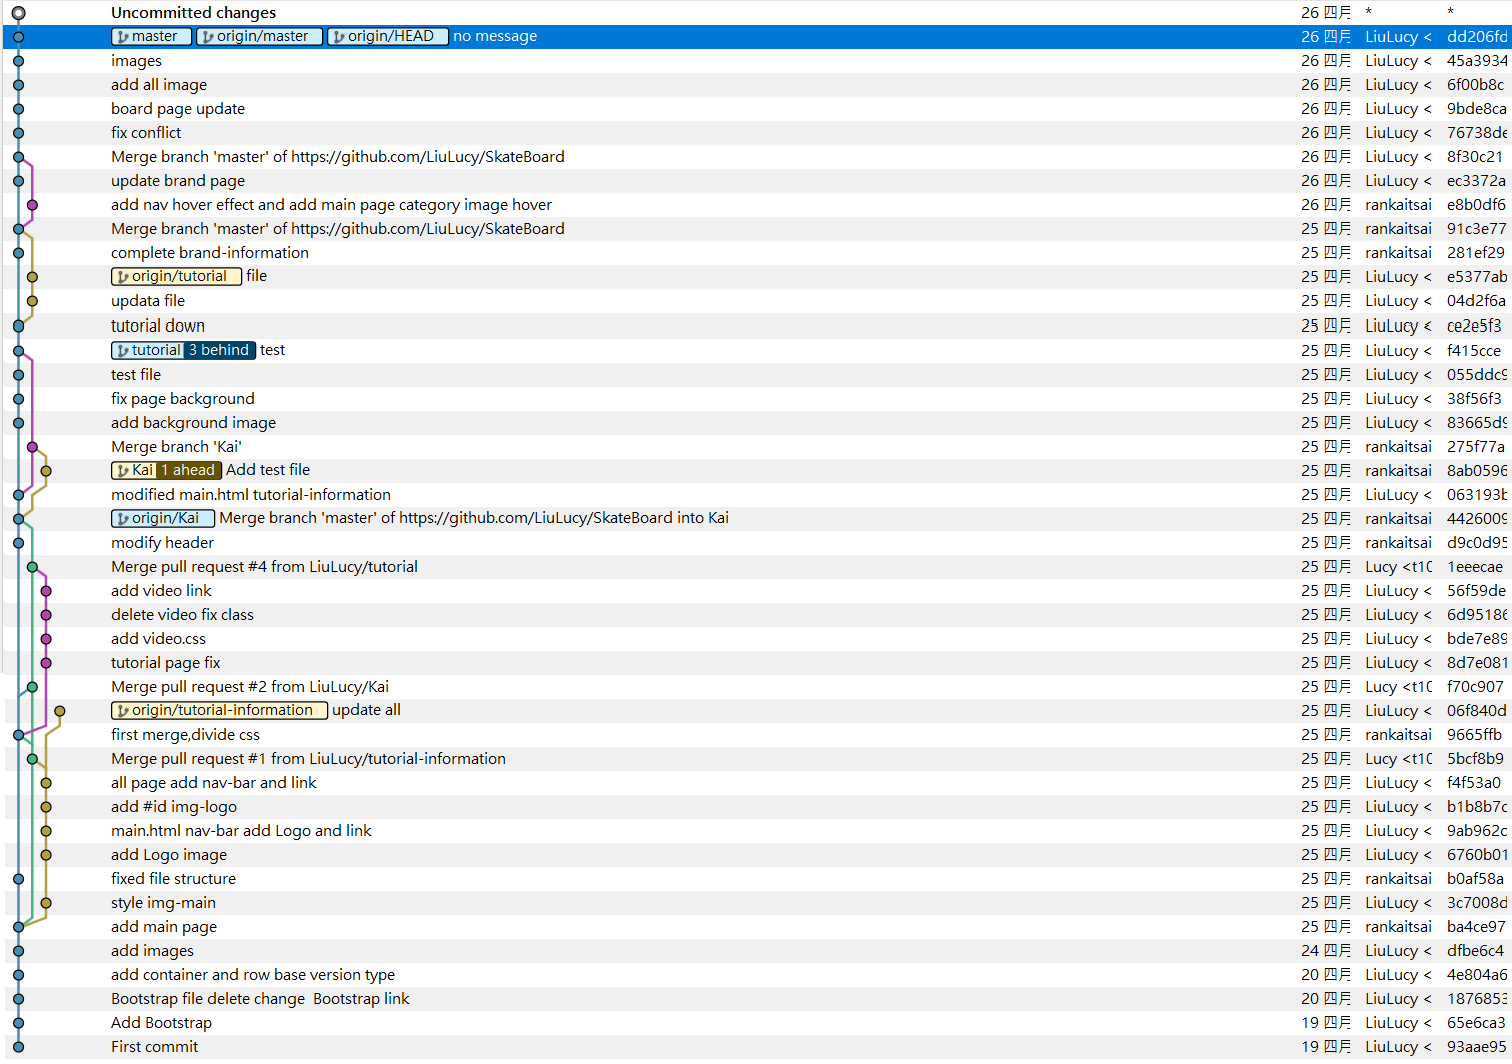 Uncommitted changes 26 四月 * *
master origin/master origin/HEAD no message 26 四月 LiuLucy < dd206fd
images 26 四月 LiuLucy < 45a3934
add all image 26 四月 LiuLucy < 6f00b8c
board page update 26 四月 LiuLucy < 9bde8ca
fix conflict 26 四月 LiuLucy < 76738de
Merge branch 'master' of https://github.com/LiuLucy/SkateBoard 26 四月 LiuLucy < 8f30c21
update brand page 26 四月 LiuLucy < ec3372a
add nav hover effect and add main page category image hover 26 四月 rankaitsai e8b0df6
Merge branch 'master' of https://github.com/LiuLucy/SkateBoard 25 四月 rankaitsai 91c3e77
complete brand-information 25 四月 rankaitsai 281ef29
origin/tutorial file 25 四月 LiuLucy < e5377ab
updata file 25 四月 LiuLucy < 04d2f6a
tutorial down 25 四月 LiuLucy < ce2e5f3
tutorial 3 behind test 25 四月 LiuLucy < f415cce
test file 25 四月 LiuLucy < 055ddc9
fix page background 25 四月 LiuLucy < 38f56f3
add background image 25 四月 LiuLucy < 83665d9
Merge branch 'Kai' 25 四月 rankaitsai 275f77a
Kai 1 ahead Add test file 25 四月 rankaitsai 8ab0596
modified main.html tutorial-information 25 四月 rankaitsai 063193b
origin/Kai Merge branch 'master' of https://github.com/LiuLucy/SkateBoard into Kai 25 四月 rankaitsai 4426009
modify header 25 四月 rankaitsai d9c0d95
Merge pull request #4 from LiuLucy/tutorial 25 四月 Lucy <t10 1eeecae
add video link 25 四月 LiuLucy < 56f59de
delete video fix class 25 四月 LiuLucy < 6d95186
add video.css 25 四月 LiuLucy < bde7e89
tutorial page fix 25 四月 LiuLucy < 8d7e081
Merge pull request #2 from LiuLucy/Kai 25 四月 Lucy <t10 f70c907
origin/tutorial-information update all 25 四月 LiuLucy < 06f840d
first merge,divide css 25 四月 rankaitsai 9665ffb
Merge pull request #1 from LiuLucy/tutorial-information 25 四月 Lucy <t10 5bcf8b9
all page add nav-bar and link 25 四月 LiuLucy < f4f53a0
add #id img-logo 25 四月 LiuLucy < b1b8b7c
main.html nav-bar add Logo and link 25 四月 LiuLucy < 9ab962c
add Logo image 25 四月 LiuLucy < 6760b01
fixed file structure 25 四月 rankaitsai b0af58a
style img-main 25 四月 LiuLucy < 3c7008d
add main page 25 四月 rankaitsai ba4ce97
add images 24 四月 LiuLucy < dfbe6c4
add container and row base version type 20 四月 LiuLucy < 4e804a6
Bootstrap file delete change Bootstrap link 20 四月 LiuLucy < 1876853
Add Bootstrap 19 四月 LiuLucy < 65e6ca3
First commit 19 四月 LiuLucy < 93aae95